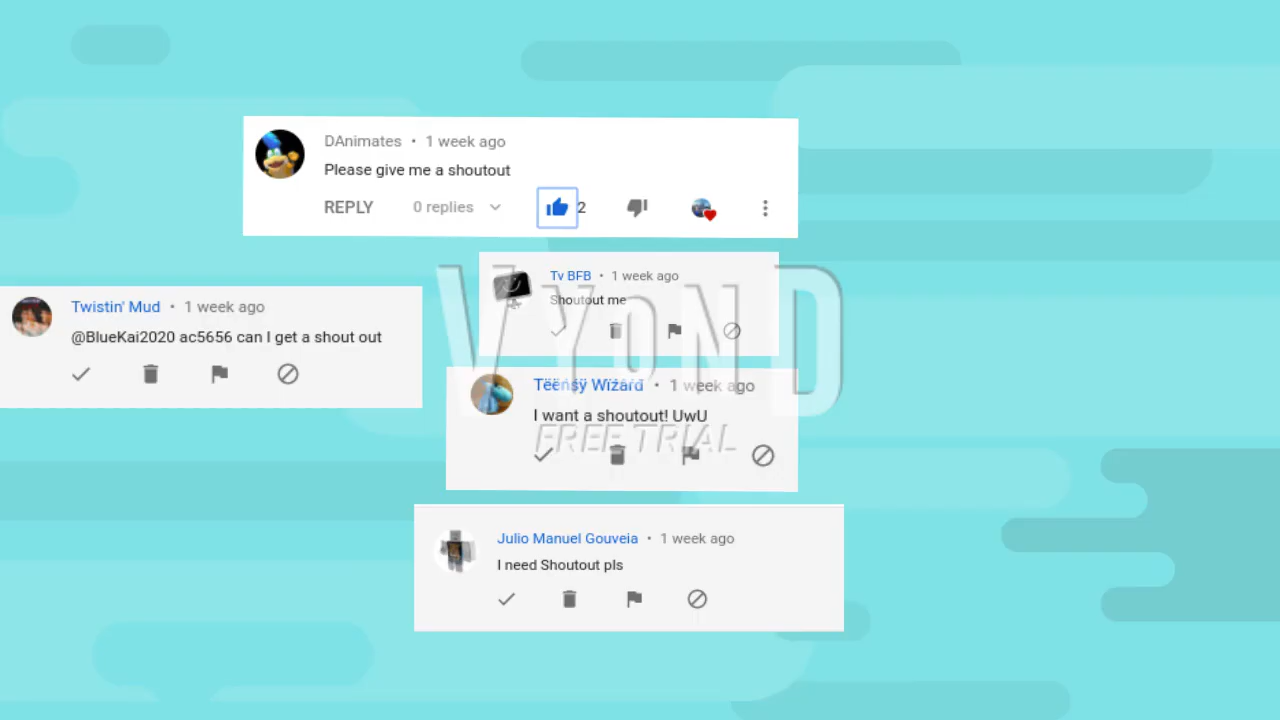 DAnimates • 1 week ago
Please give me a shoutout
REPLY 0 replies 2
Tv BFB • 1 week ago
Shoutout me
Twistin' Mud • 1 week ago
@BlueKai2020 ac5656 can I get a shout out
VYOND
FREE TRIAL
Tëënsÿ Wïzàrd • 1 week ago
I want a shoutout! UwU
Julio Manuel Gouveia • 1 week ago
I need Shoutout pls